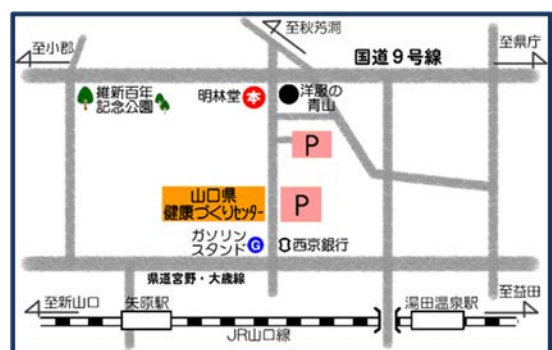 至秋芳洞
至小郡
国道9号線
至県庁
維新百年
記念公園
明林堂
本
洋服の
青山
P
山口県
健康づくりセンター
P
ガソリン
スタンド
G
西京銀行
県道宮野・大歳線
至新山口
矢原駅
JR山口線
湯田温泉駅
至益田